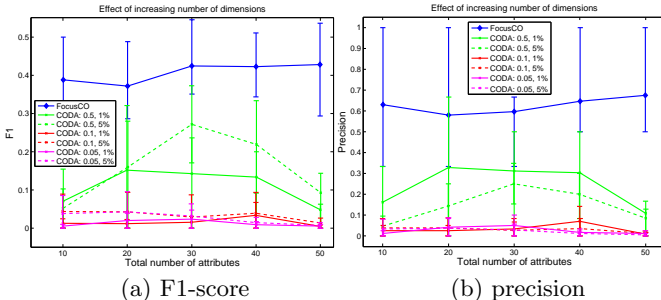 Effect of increasing number of dimensions
0.5
0.4
0.3
0.2
0.1
0
F1
FocusCO
CODA: 0.5, 1%
CODA: 0.5, 5%
CODA: 0.1, 1%
CODA: 0.1, 5%
CODA: 0.05, 1%
CODA: 0.05, 5%
10 20 30 40 50
Total number of attributes
(a) F1-score
Effect of increasing number of dimensions
1
0.9
0.8
0.7
0.6
0.5
0.4
0.3
0.2
0.1
0
Precision
FocusCO
CODA: 0.5, 1%
CODA: 0.5, 5%
CODA: 0.1, 1%
CODA: 0.1, 5%
CODA: 0.05, 1%
CODA: 0.05, 5%
10 20 30 40 50
Total number of attributes
(b) precision